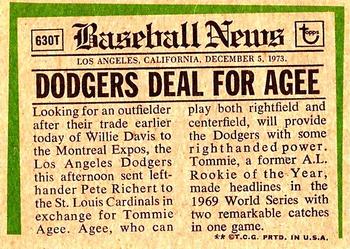 630T
Baseball News
topps
LOS ANGELES, CALIFORNIA, DECEMBER 5, 1973.
DODGERS DEAL FOR AGEE
Looking for an outfielder
after their trade earlier
today of Willie Davis to
the Montreal Expos, the
Los Angeles Dodgers
this afternoon sent left-
hander Pete Richert to
the St. Louis Cardinals in
exchange for Tommie
Agee. Agee, who can
play both rightfield and
centerfield, will provide
the Dodgers with some
righthanded power.
Tommie, a former A.L.
Rookie of the Year,
made headlines in the
1969 World Series with
two remarkable catches
in one game.
** © T.C.G. PRTD. IN U.S.A.